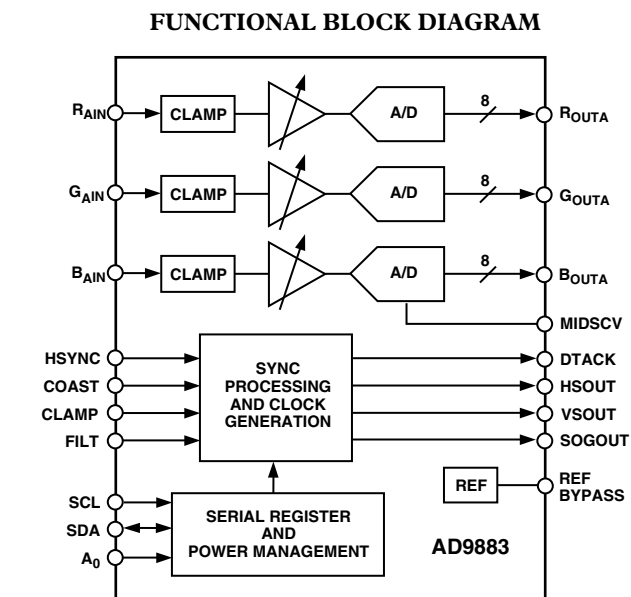 FUNCTIONAL BLOCK DIAGRAM
RAIN CLAMP A/D 8 ROUTA
GAIN CLAMP A/D 8 GOUTA
BAIN CLAMP A/D 8 BOUTA
MIDSCV
HSYNC
COAST
CLAMP
FILT
SYNC
PROCESSING
AND CLOCK
GENERATION
DTACK
HSOUT
VSOUT
SOGOUT
REF
REF
BYPASS
SCL
SDA
A0
SERIAL REGISTER
AND
POWER MANAGEMENT
AD9883